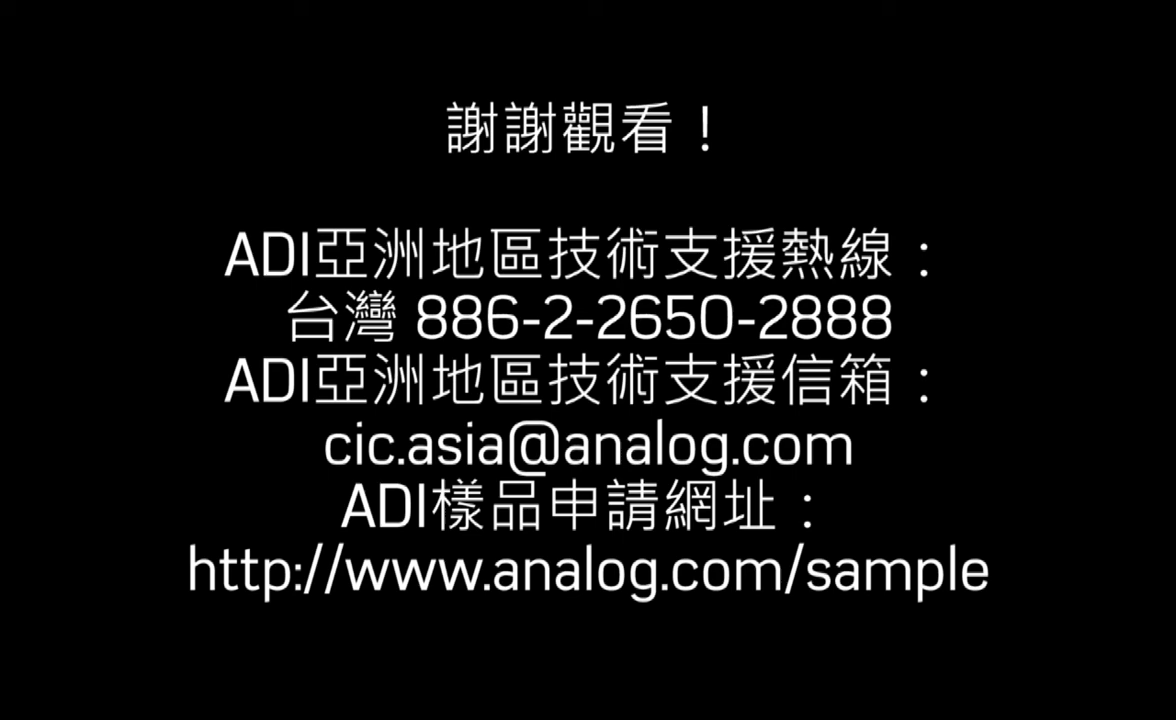 謝謝觀看！
ADI亞洲地區技術支援熱線：
台灣 886-2-2650-2888
ADI亞洲地區技術支援信箱：
cic.asia@analog.com
ADI樣品申請網址：
http://www.analog.com/sample